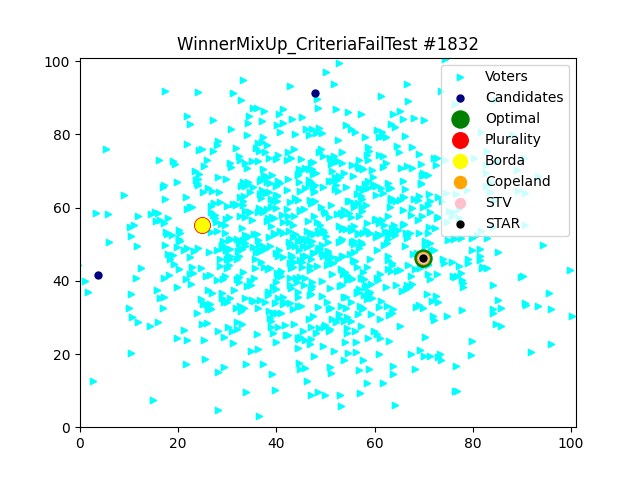 WinnerMixUp_CriteriaFailTest #1832
100
80
60
40
20
0
0
20
40
60
80
100
Voters
Candidates
Optimal
Plurality
Borda
Copeland
STV
STAR